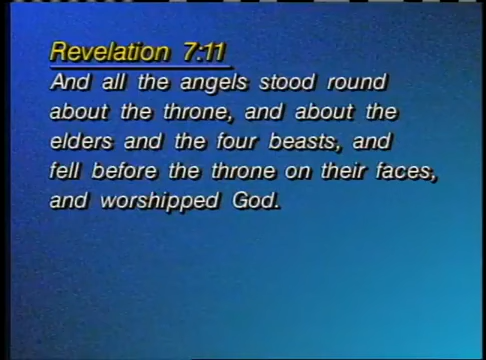 Revelation 7:11
And all the angels stood round
about the throne, and about the
elders and the four beasts, and
fell before the throne on their faces,
and worshipped God.